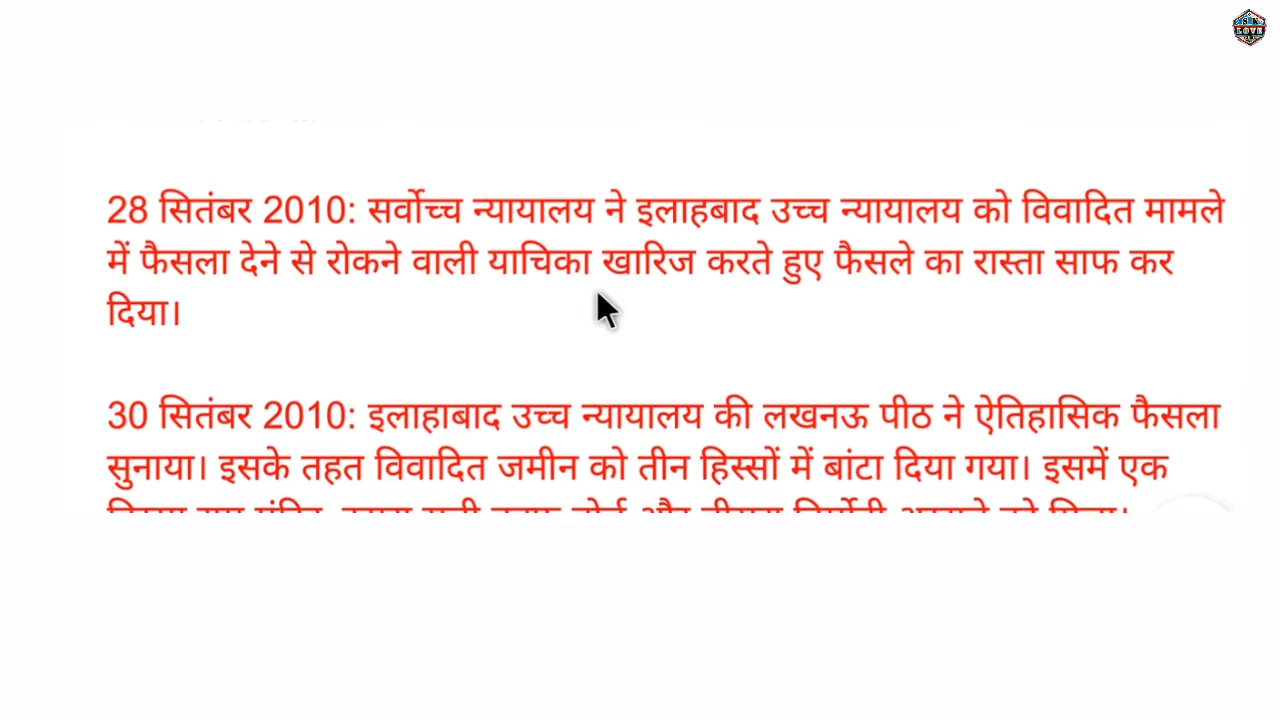 S K
LOVE
28 सितंबर 2010: सर्वोच्च न्यायालय ने इलाहबाद उच्च न्यायालय को विवादित मामले
में फैसला देने से रोकने वाली याचिका खारिज करते हुए फैसले का रास्ता साफ कर
दिया।
30 सितंबर 2010: इलाहाबाद उच्च न्यायालय की लखनऊ पीठ ने ऐतिहासिक फैसला
सुनाया। इसके तहत विवादित जमीन को तीन हिस्सों में बांटा दिया गया। इसमें एक